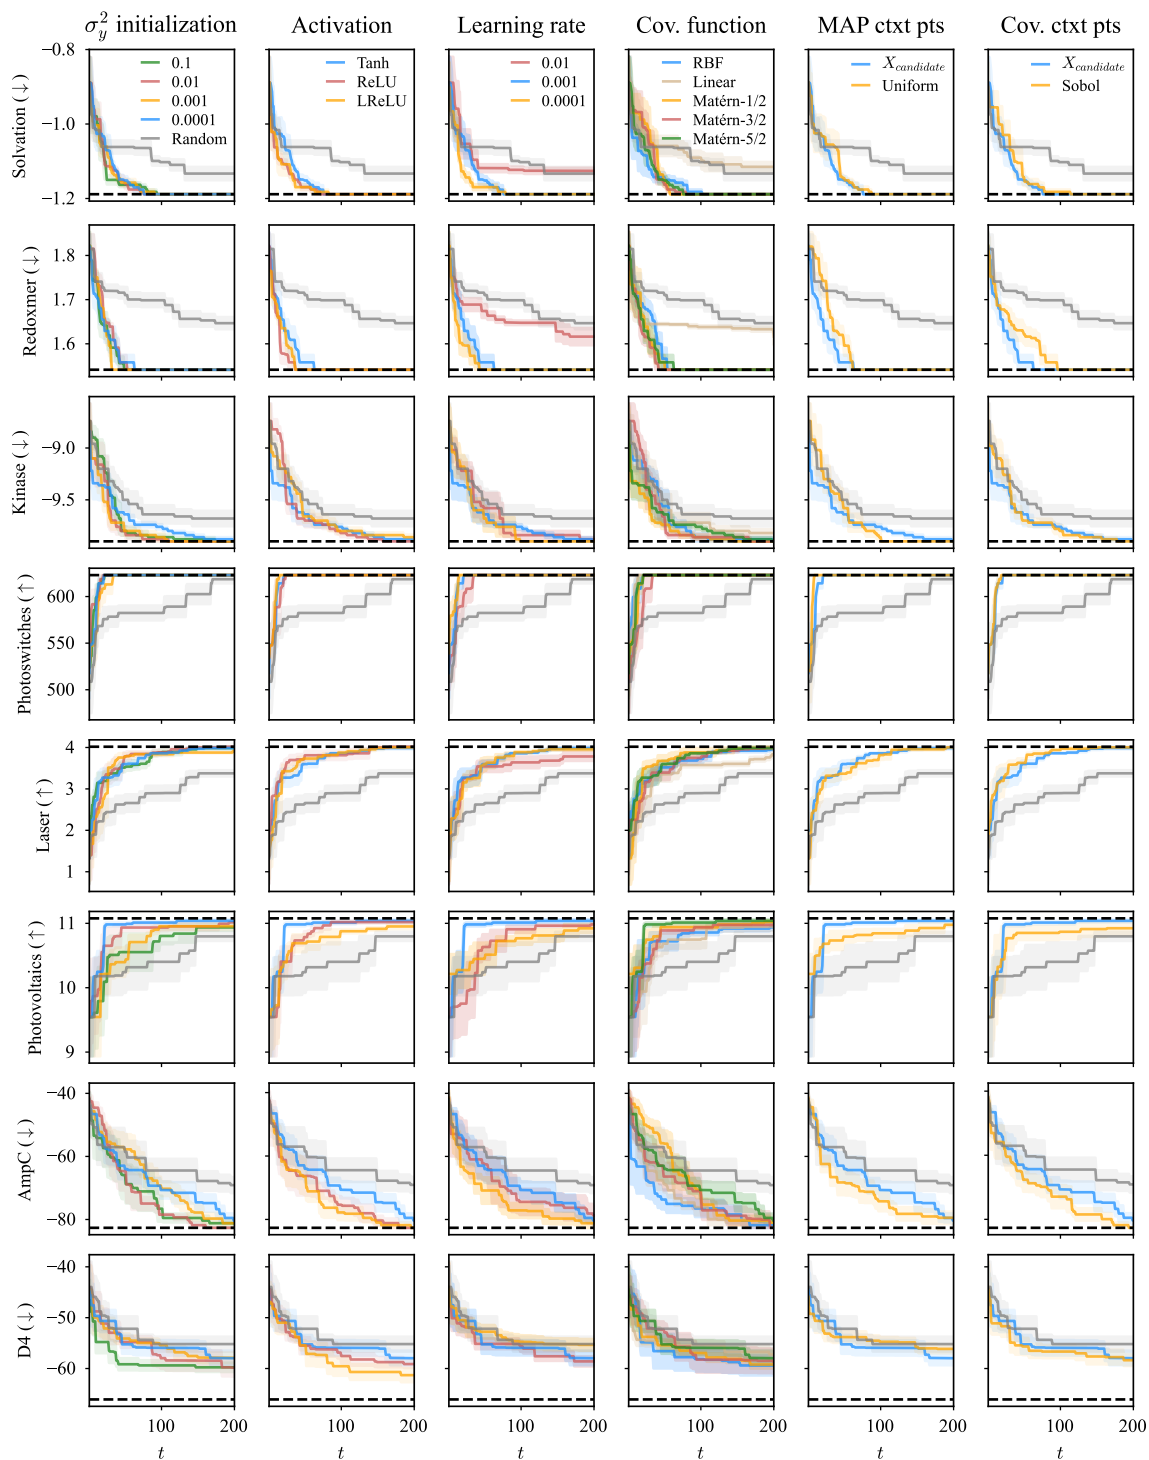 σ_y^2 initialization
Activation
Learning rate
Cov. function
MAP ctxt pts
Cov. ctxt pts
Solvation (↓)
−0.8
−1.0
−1.2
0.1
0.01
0.001
0.0001
Random
Tanh
ReLU
LReLU
0.01
0.001
0.0001
RBF
Linear
Matérn-1/2
Matérn-3/2
Matérn-5/2
X_candidate
Uniform
X_candidate
Sobol
Redoxmer (↓)
1.8
1.7
1.6
Kinase (↓)
−9.0
−9.5
Photoswitches (↑)
600
550
500
Laser (↑)
4
3
2
1
Photovoltaics (↑)
11
10
9
AmpC (↓)
−40
−60
−80
D4 (↓)
−40
−50
−60
100 200 100 200 100 200 100 200 100 200 100 200
t t t t t t